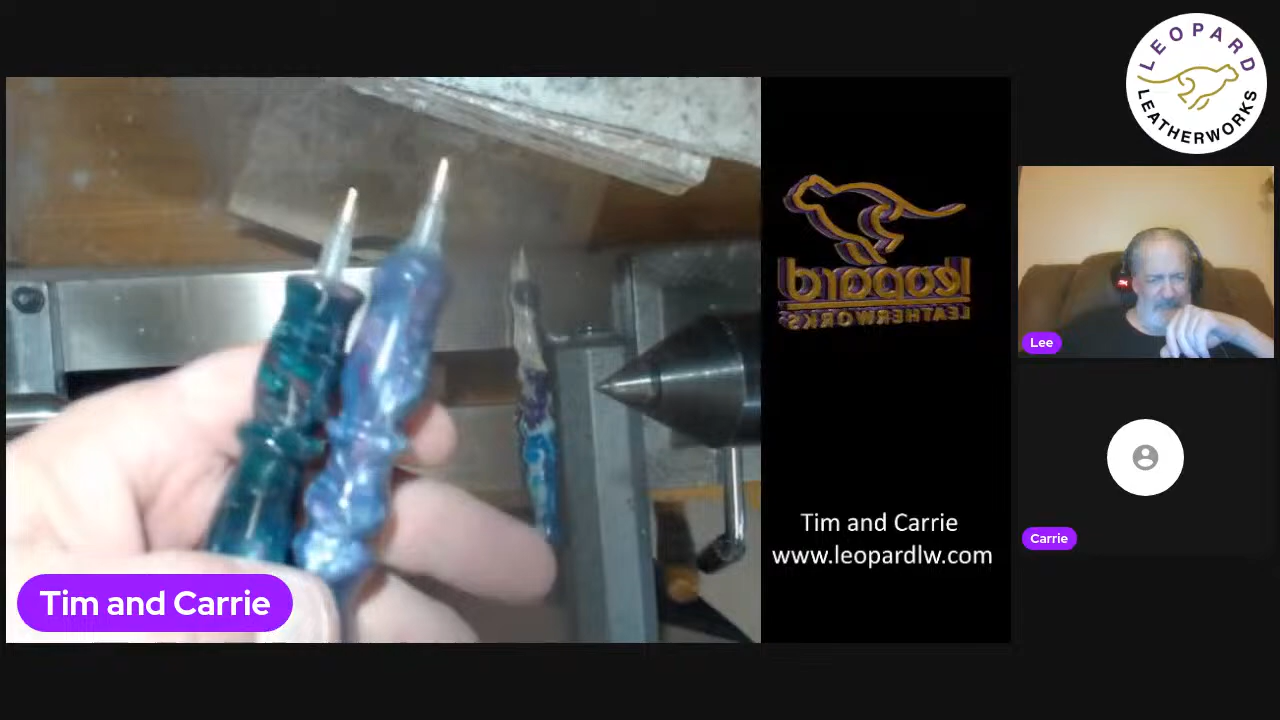 LEOPARD
LEATHERWORKS
leopard
LEATHERWORKS
Lee
Tim and Carrie
www.leopardlw.com
Carrie
Tim and Carrie